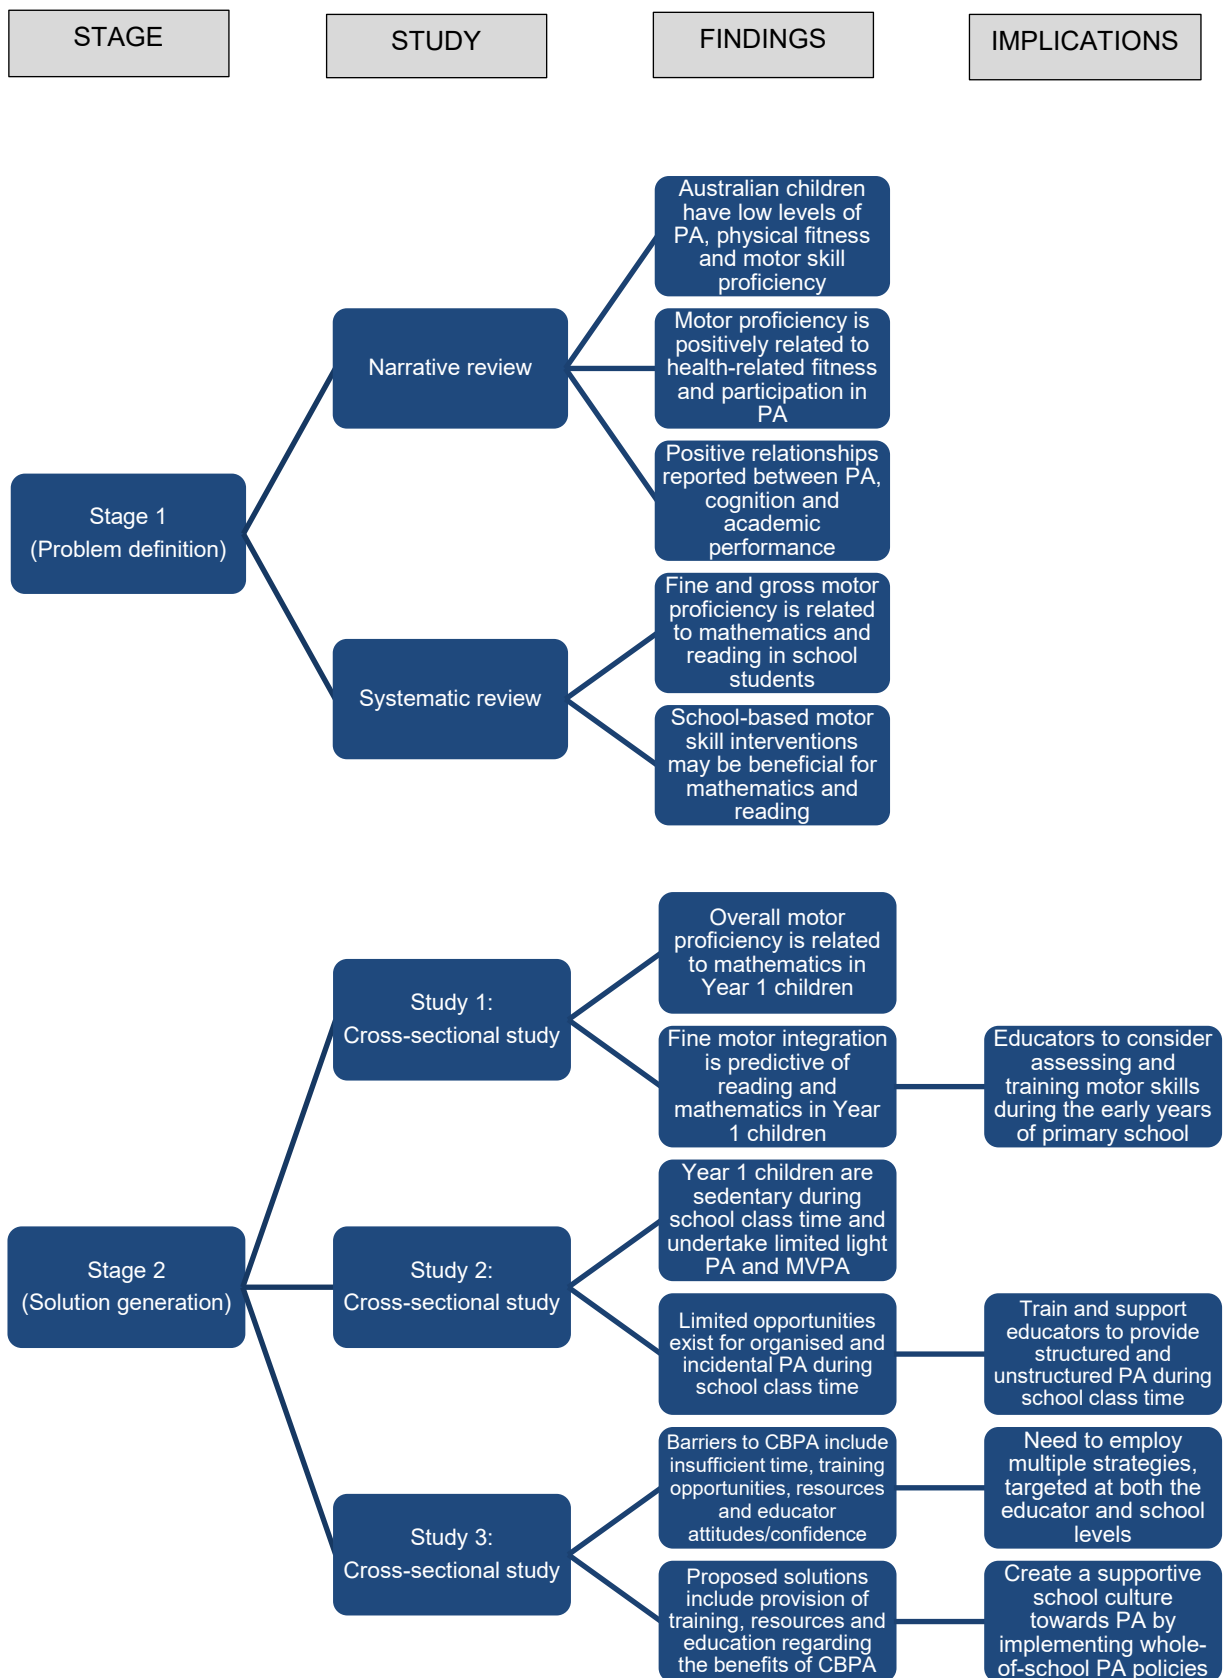 STAGE
STUDY
FINDINGS
IMPLICATIONS
Stage 1
(Problem definition)
Narrative review
Australian children
have low levels of
PA, physical fitness
and motor skill
proficiency
Motor proficiency is
positively related to
health-related fitness
and participation in
PA
Positive relationships
reported between PA,
cognition and
academic
performance
Systematic review
Fine and gross motor
proficiency is related
to mathematics and
reading in school
students
School-based motor
skill interventions
may be beneficial for
mathematics and
reading
Stage 2
(Solution generation)
Study 1:
Cross-sectional study
Overall motor
proficiency is related
to mathematics in
Year 1 children
Fine motor integration
is predictive of
reading and
mathematics in Year
1 children
Educators to consider
assessing and
training motor skills
during the early years
of primary school
Study 2:
Cross-sectional study
Year 1 children are
sedentary during
school class time and
undertake limited light
PA and MVPA
Limited opportunities
exist for organised and
incidental PA during
school class time
Train and support
educators to provide
structured and
unstructured PA during
school class time
Study 3:
Cross-sectional study
Barriers to CBPA include
insufficient time, training
opportunities, resources
and educator
attitudes/confidence
Need to employ
multiple strategies,
targeted at both the
educator and school
levels
Proposed solutions
include provision of
training, resources and
education regarding
the benefits of CBPA
Create a supportive
school culture
towards PA by
implementing whole-
of-school PA policies